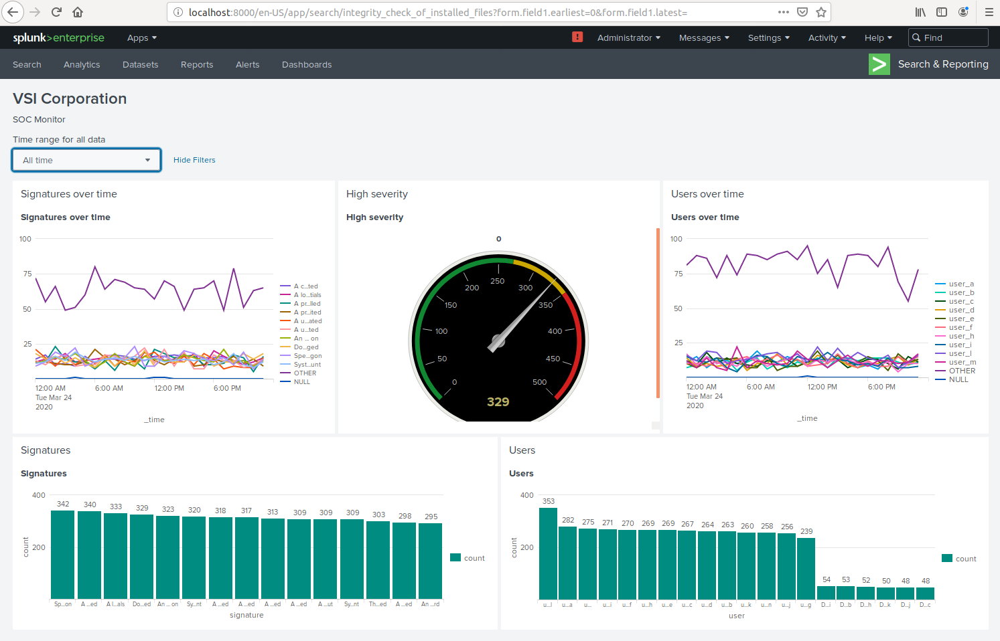 localhost:8000/en-US/app/search/integrity_check_of_installed_files?form.field1.earliest=0&form.field1.latest=
splunk>enterprise Apps Administrator Messages Settings Activity Help Find
Search Analytics Datasets Reports Alerts Dashboards Search & Reporting
VSI Corporation
SOC Monitor
Time range for all data
All time Hide Filters
Signatures over time
Signatures over time
100
75
50
25
12:00 AM 6:00 AM 12:00 PM 6:00 PM
Tue Mar 24
2020
_time
A c...ted
A lo...tials
A pr...lled
A pr...ited
A u...ated
A u...ted
An ... on
Do...ged
Spe...gon
Syst...unt
OTHER
NULL
High severity
High severity
0
0
50
100
150
200
250
300
350
400
450
500
329
Users over time
Users over time
100
75
50
25
12:00 AM 6:00 AM 12:00 PM 6:00 PM
Tue Mar 24
2020
_time
user_a
user_b
user_c
user_d
user_e
user_f
user_h
user_i
user_l
user_m
OTHER
NULL
Signatures
Signatures
400
200
count
342 340 333 329 323 320 318 317 313 309 309 309 303 298 295
Sp...on A ...ed A l...als Do...ed An ... on Sy...nt A ...ed A ...ed A ...ed A ...ed A ...ut Sy...nt Th...ed A ...ed An ...rd
signature
count
Users
Users
400
200
count
353 282 275 271 270 269 269 267 264 263 260 258 256 239 54 53 52 50 48 48
u...l u...a u... u...i u...f u...h u...e u...c u...d u...b u...k u...n u...j u...g D...i D...b D...h D...k D...j D...c
user
count